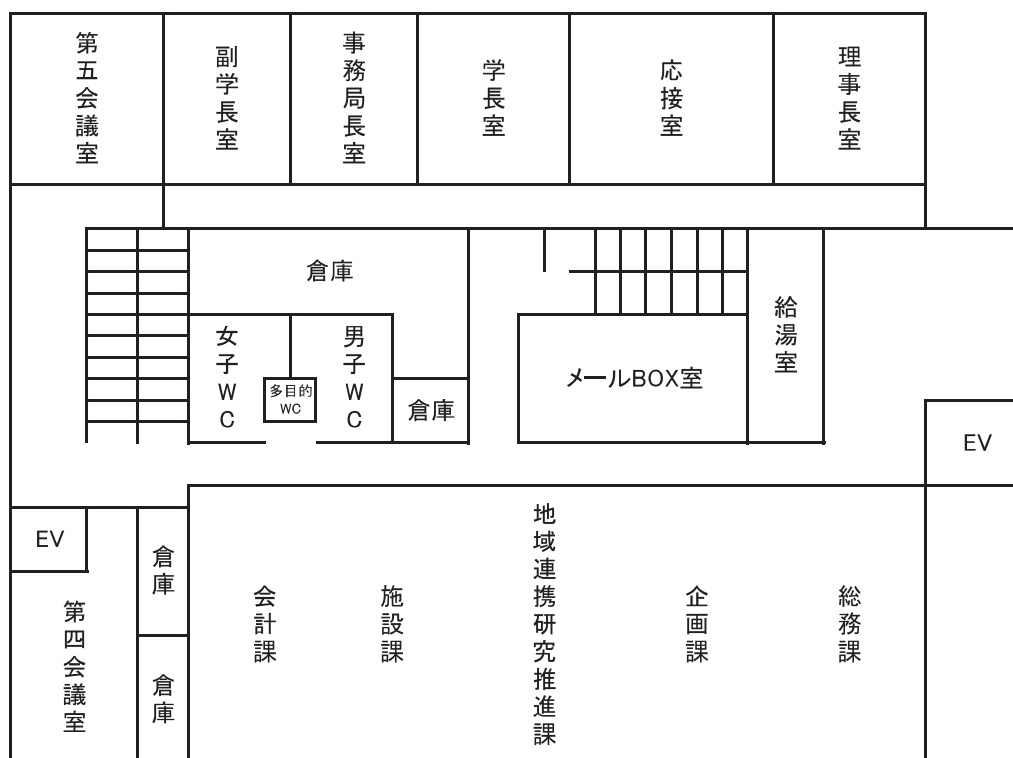 第五会議室
副学長室
事務局長室
学長室
応接室
理事長室
倉庫
女子WC
多目的
WC
男子WC
倉庫
メールBOX室
給湯室
EV
EV
倉庫
倉庫
第四会議室
会計課
施設課
地域連携研究推進課
企画課
総務課